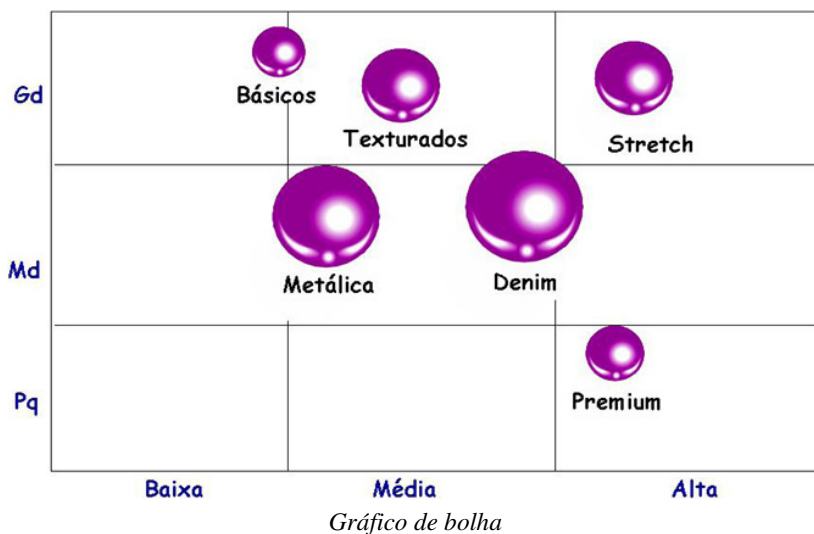 Gd
Básicos
Texturados
Stretch
Md
Metálica
Denim
Pq
Premium
Baixa
Média
Alta
Gráfico de bolha